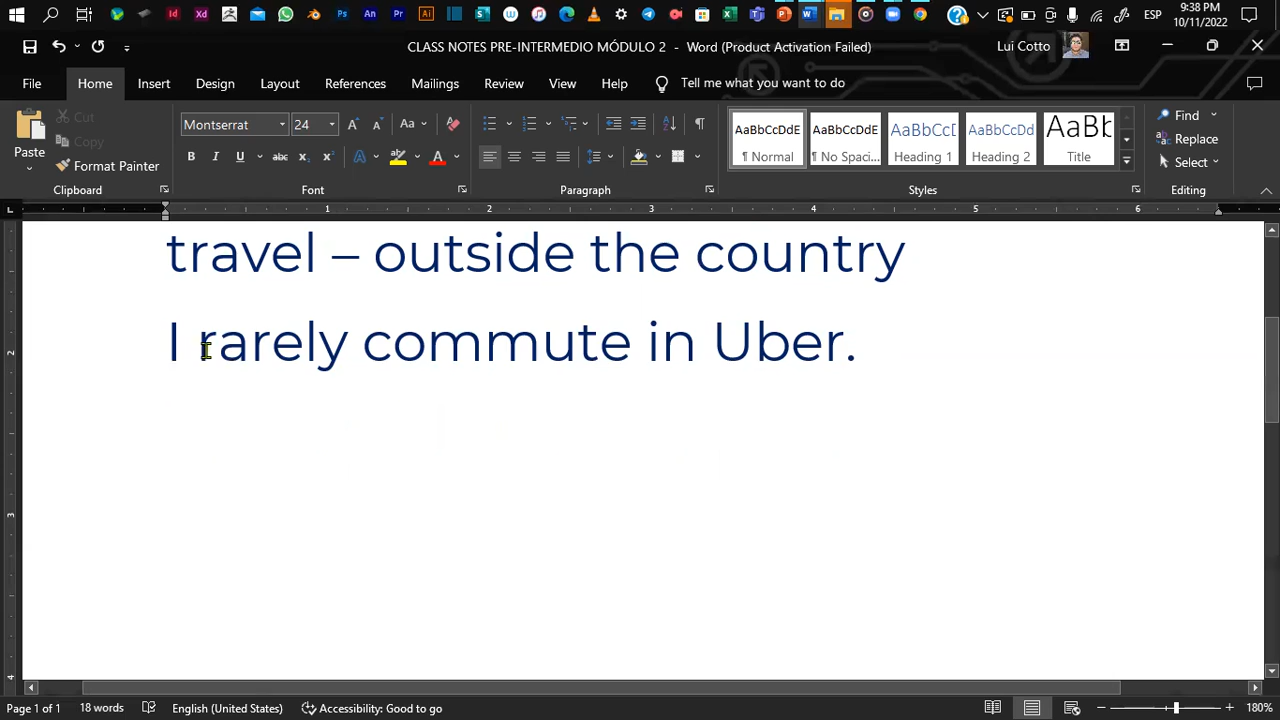 9:38 PM
ESP
10/11/2022
CLASS NOTES PRE-INTERMEDIO MÓDULO 2 - Word (Product Activation Failed)
Lui Cotto
File Home Insert Design Layout References Mailings Review View Help Tell me what you want to do
Paste
Cut
Copy
Format Painter
Clipboard
Montserrat 24
Font
Paragraph
AaBbCcDdE AaBbCcDdE AaBbCc[ AaBbCcDd AaBb
¶ Normal ¶ No Spaci... Heading 1 Heading 2 Title
Styles
Find
Replace
Select
Editing
travel – outside the country
I rarely commute in Uber.
Page 1 of 1 18 words English (United States) Accessibility: Good to go 180%